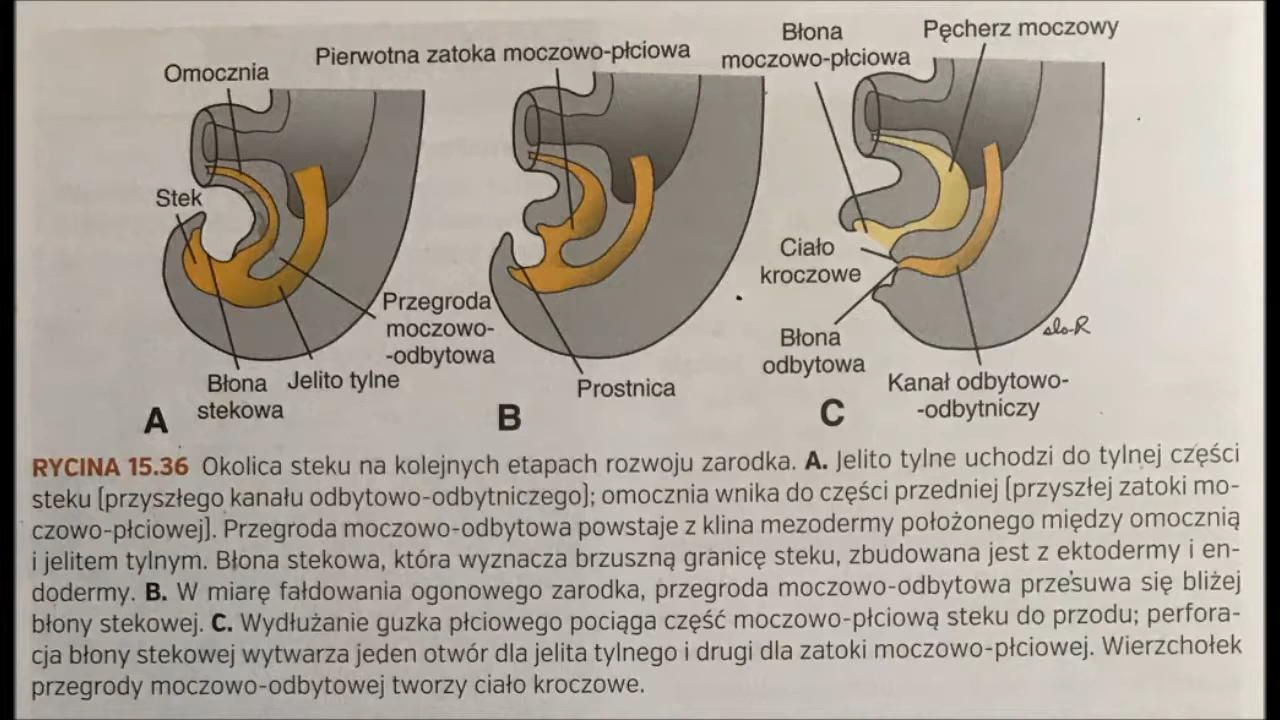 Omocznia
Pierwotna zatoka moczowo-płciowa
Błona
moczowo-płciowa
Pęcherz moczowy
Stek
Przegroda
moczowo-
-odbytowa
Błona
stekowa
Jelito tylne
A
Prostnica
B
Ciało
kroczowe
Błona
odbytowa
Kanał odbytowo-
-odbytniczy
C
RYCINA 15.36 Okolica steku na kolejnych etapach rozwoju zarodka. A. Jelito tylne uchodzi do tylnej części
steku [przyszłego kanału odbytowo-odbytniczego]; omocznia wnika do części przedniej [przyszłej zatoki mo-
czowo-płciowej]. Przegroda moczowo-odbytowa powstaje z klina mezodermy położonego między omocznią
i jelitem tylnym. Błona stekowa, która wyznacza brzuszną granicę steku, zbudowana jest z ektodermy i en-
dodermy. B. W miarę fałdowania ogonowego zarodka, przegroda moczowo-odbytowa przesuwa się bliżej
błony stekowej. C. Wydłużanie guzka płciowego pociąga część moczowo-płciową steku do przodu; perfora-
cja błony stekowej wytwarza jeden otwór dla jelita tylnego i drugi dla zatoki moczowo-płciowej. Wierzchołek
przegrody moczowo-odbytowej tworzy ciało kroczowe.